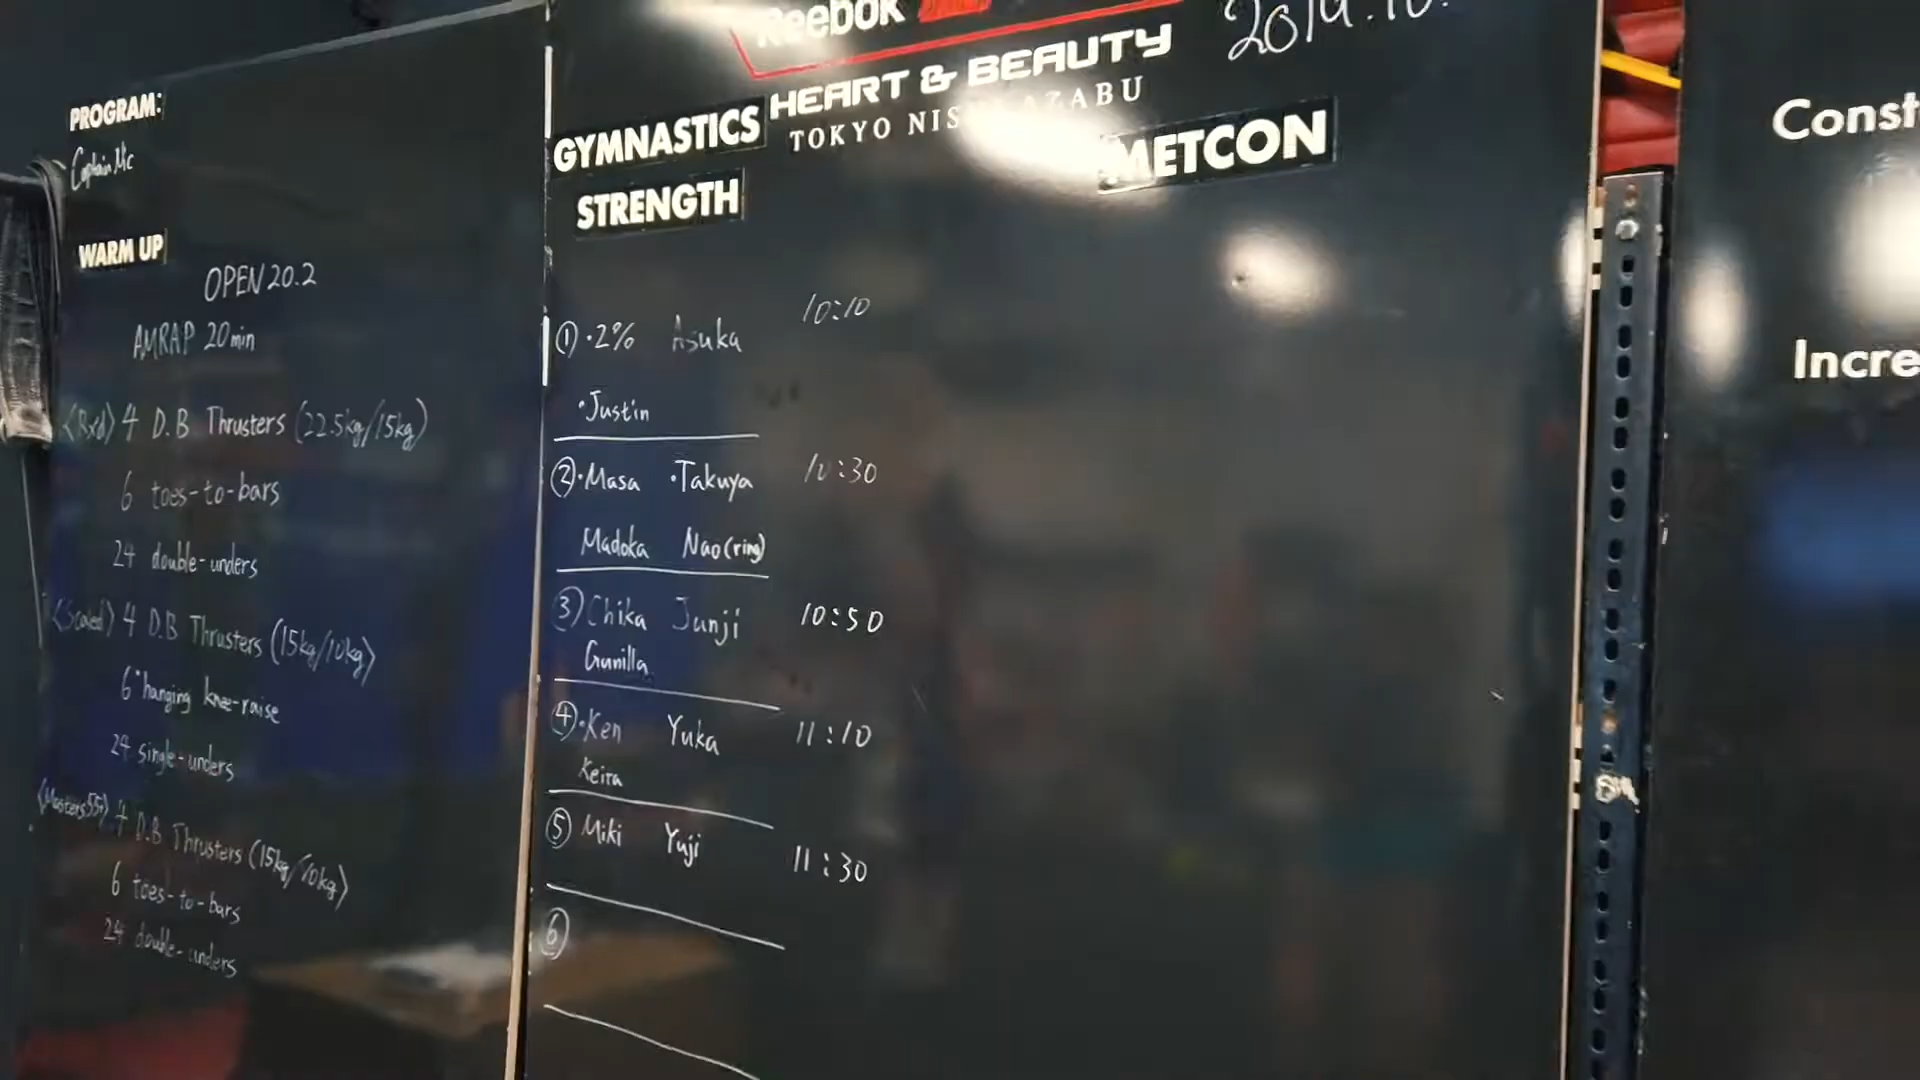 PROGRAM:
Captain Mic
WARM UP
OPEN 20.2
AMRAP 20min
<Rxd> 4 D.B Thrusters (22.5kg/15kg)
6 toes-to-bars
24 double-unders
<Scaled> 4 D.B Thrusters (15kg/10kg)
6 hanging knee-raise
24 single-unders
<Masters55+> 4 D.B Thrusters (15kg/10kg)
6 toes-to-bars
24 double-unders
Reebok
HEART & BEAUTY
TOKYO
2019.10.
GYMNASTICS
STRENGTH
METCON
① ・2% Asuka 10:10
・Justin
② ・Masa ・Takuya 10:30
Madoka Nao(ring)
③ Chika Junji 10:50
Gunilla
④ ・Ken Yuka 11:10
Keita
⑤ Miki Yuji 11:30
⑥
Const
Incre